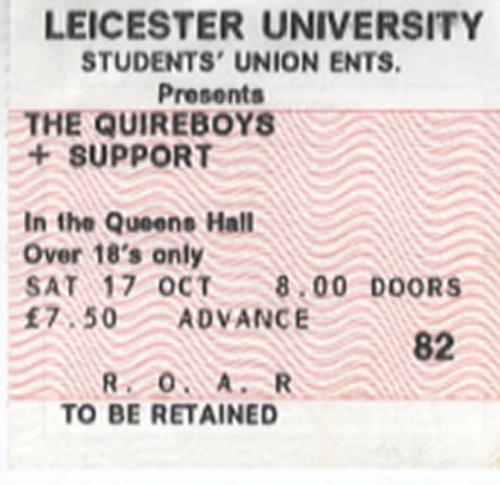 LEICESTER UNIVERSITY
STUDENTS' UNION ENTS.
Presents
THE QUIREBOYS
+ SUPPORT
In the Queens Hall
Over 18's only
SAT 17 OCT 8.00 DOORS
£7.50 ADVANCE
82
R. O. A. R
TO BE RETAINED